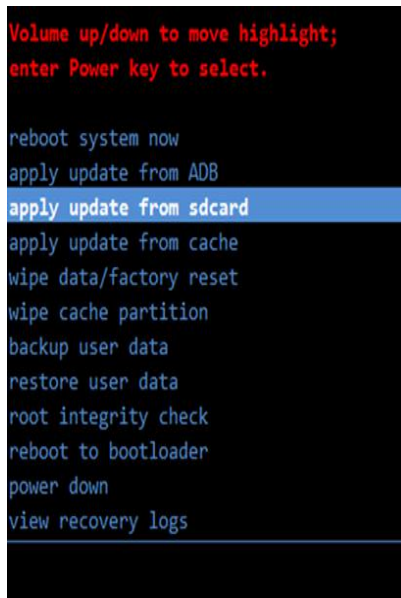 Volume up/down to move highlight;
enter Power key to select.
reboot system now
apply update from ADB
apply update from sdcard
apply update from cache
wipe data/factory reset
wipe cache partition
backup user data
restore user data
root integrity check
reboot to bootloader
power down
view recovery logs